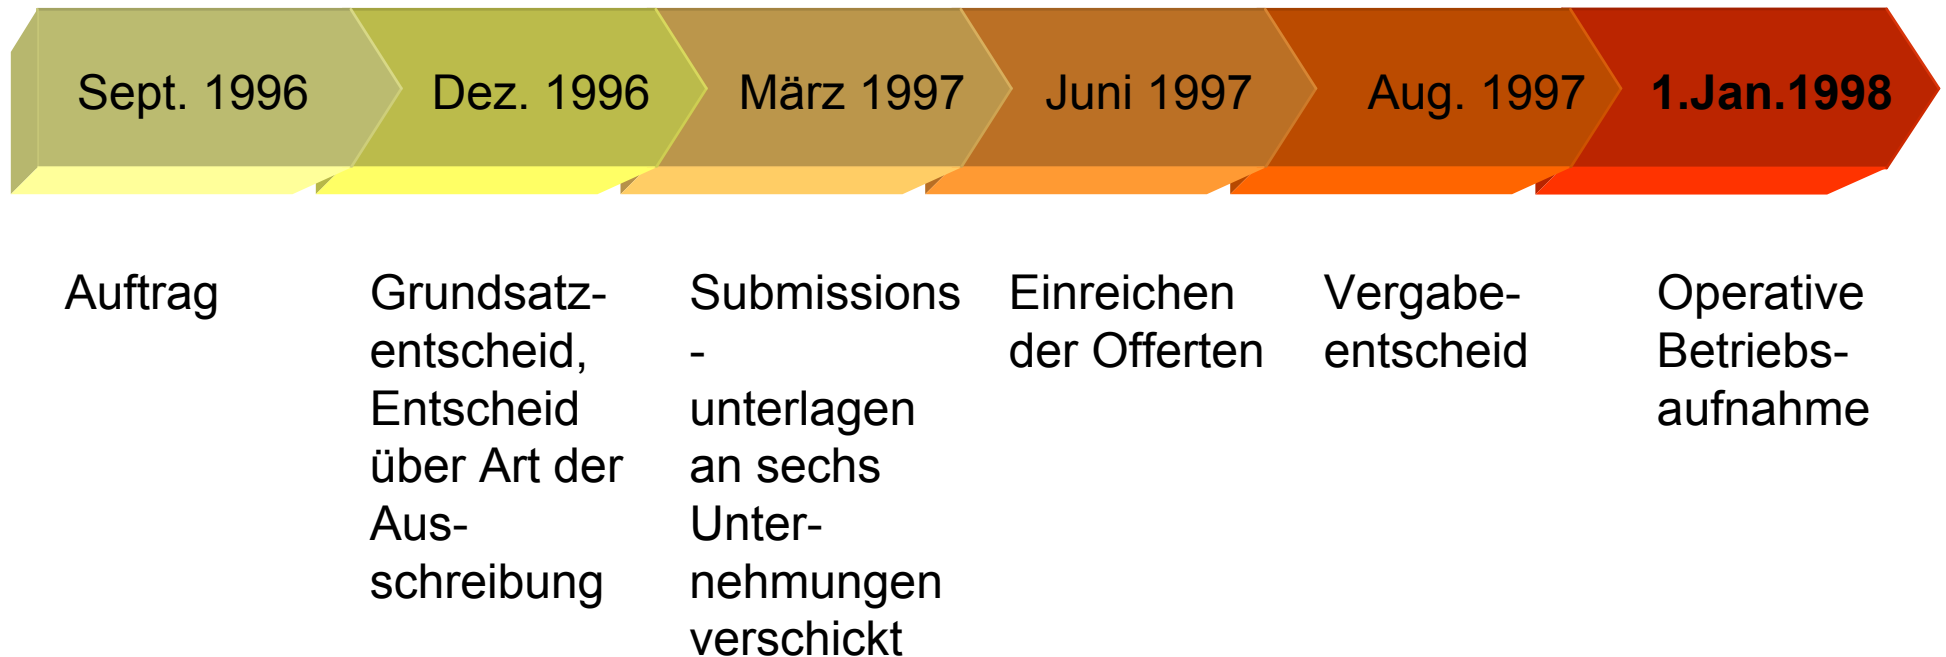 Sept. 1996
Dez. 1996
März 1997
Juni 1997
Aug. 1997
1.Jan.1998
Auftrag
Grundsatz-
entscheid,
Entscheid
über Art der
Aus-
schreibung
Submissions
-
unterlagen
an sechs
Unter-
nehmungen
verschickt
Einreichen
der Offerten
Vergabe-
entscheid
Operative
Betriebs-
aufnahme